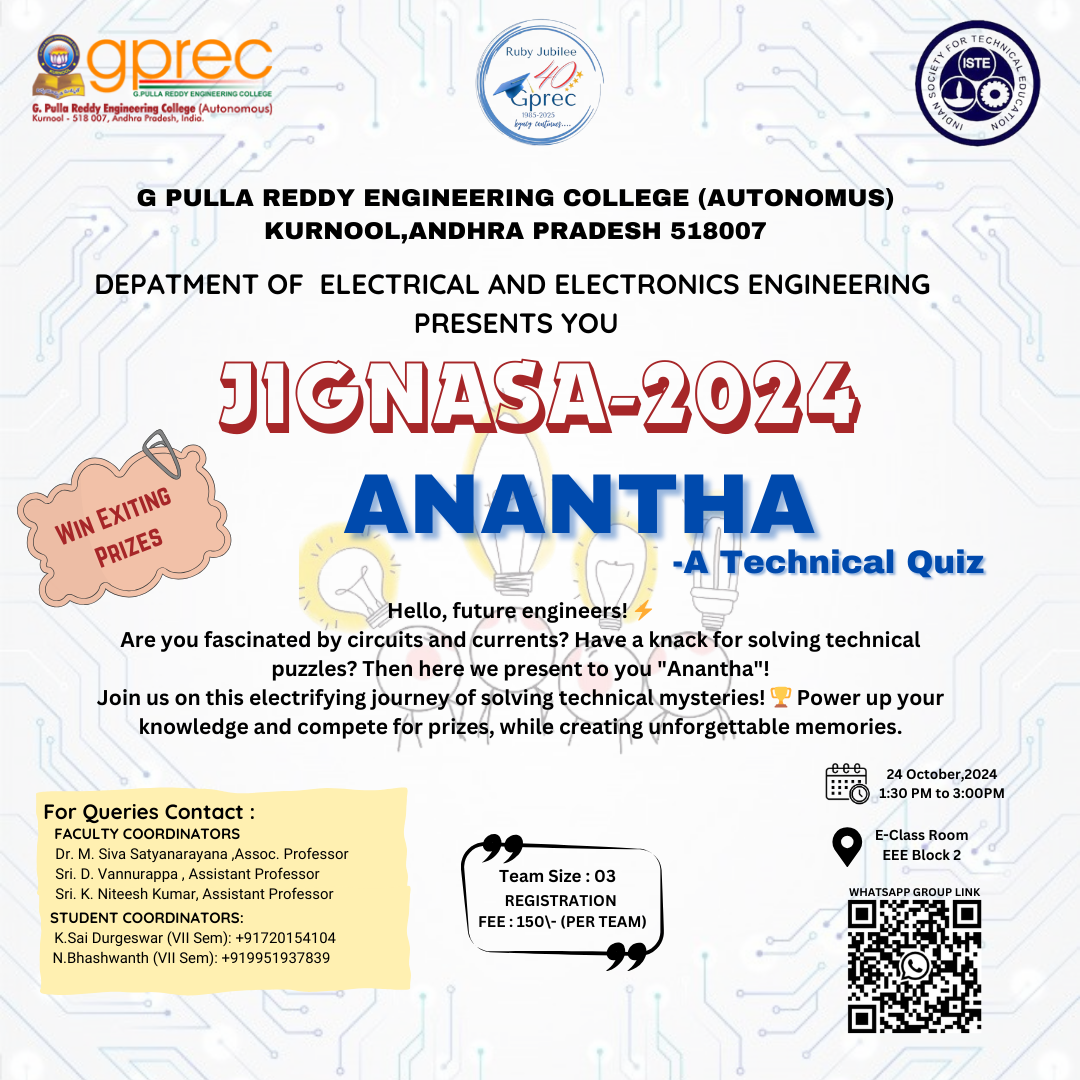 gprec
G.PULLA REDDY ENGINEERING COLLEGE
G. Pulla Reddy Engineering College (Autonomous)
Kurnool - 518 007, Andhra Pradesh, India.
Ruby Jubilee
40
Gprec
1985-2025
legacy continues....
INDIAN SOCIETY FOR TECHNICAL EDUCATION
ISTE
G PULLA REDDY ENGINEERING COLLEGE (AUTONOMUS)
KURNOOL,ANDHRA PRADESH 518007
DEPATMENT OF ELECTRICAL AND ELECTRONICS ENGINEERING
PRESENTS YOU
JIGNASA-2024
WIN EXITING
PRIZES
ANANTHA
-A Technical Quiz
Hello, future engineers! ⚡
Are you fascinated by circuits and currents? Have a knack for solving technical
puzzles? Then here we present to you "Anantha"!
Join us on this electrifying journey of solving technical mysteries! 🏆 Power up your
knowledge and compete for prizes, while creating unforgettable memories.
24 October,2024
1:30 PM to 3:00PM
E-Class Room
EEE Block 2
For Queries Contact :
FACULTY COORDINATORS
Dr. M. Siva Satyanarayana ,Assoc. Professor
Sri. D. Vannurappa , Assistant Professor
Sri. K. Niteesh Kumar, Assistant Professor
STUDENT COORDINATORS:
K.Sai Durgeswar (VII Sem): +91720154104
N.Bhashwanth (VII Sem): +919951937839
Team Size : 03
REGISTRATION
FEE : 150\- (PER TEAM)
WHATSAPP GROUP LINK